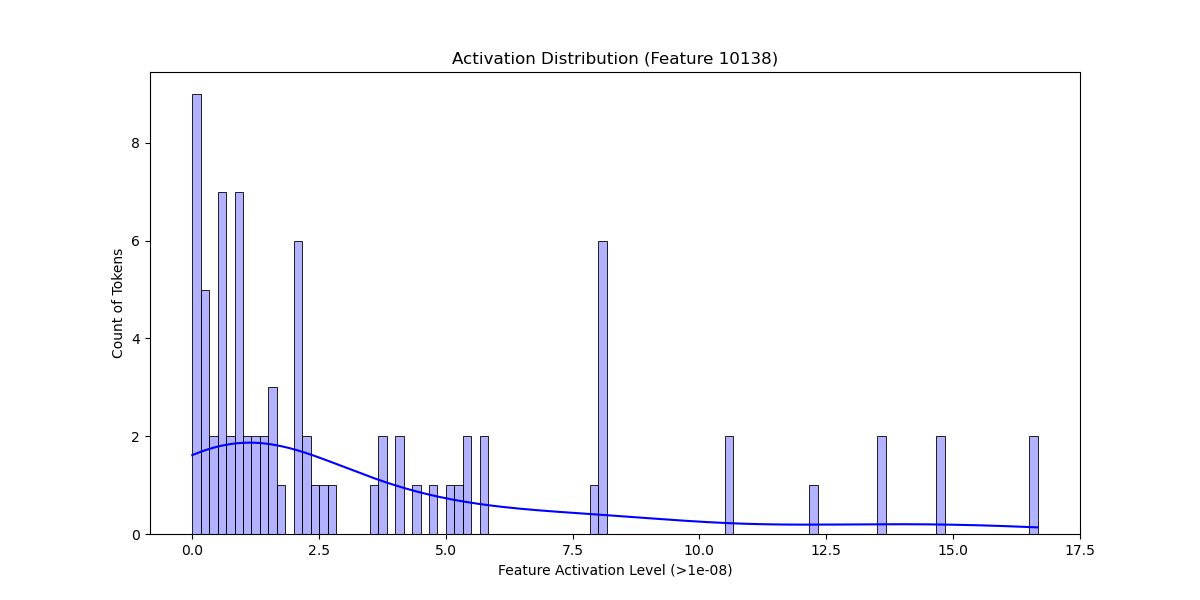 Activation Distribution (Feature 10138)
Count of Tokens
8
6
4
2
0
0.0 2.5 5.0 7.5 10.0 12.5 15.0 17.5
Feature Activation Level (>1e-08)